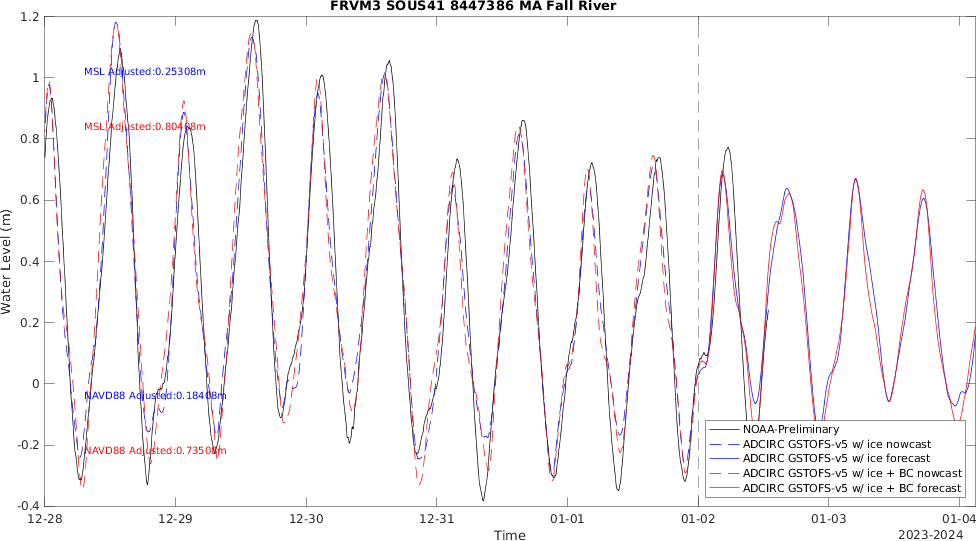 FRVM3 SOUS41 8447386 MA Fall River
1.2
1
0.8
0.6
0.4
0.2
0
-0.2
-0.4
Water Level (m)
MSL Adjusted:0.25308m
MSL Adjusted:0.80408m
NAVD88 Adjusted:0.18408m
NAVD88 Adjusted:0.73508m
NOAA-Preliminary
ADCIRC GSTOFS-v5 w/ ice nowcast
ADCIRC GSTOFS-v5 w/ ice forecast
ADCIRC GSTOFS-v5 w/ ice + BC nowcast
ADCIRC GSTOFS-v5 w/ ice + BC forecast
12-28 12-29 12-30 12-31 01-01 01-02 01-03 01-04
Time
2023-2024